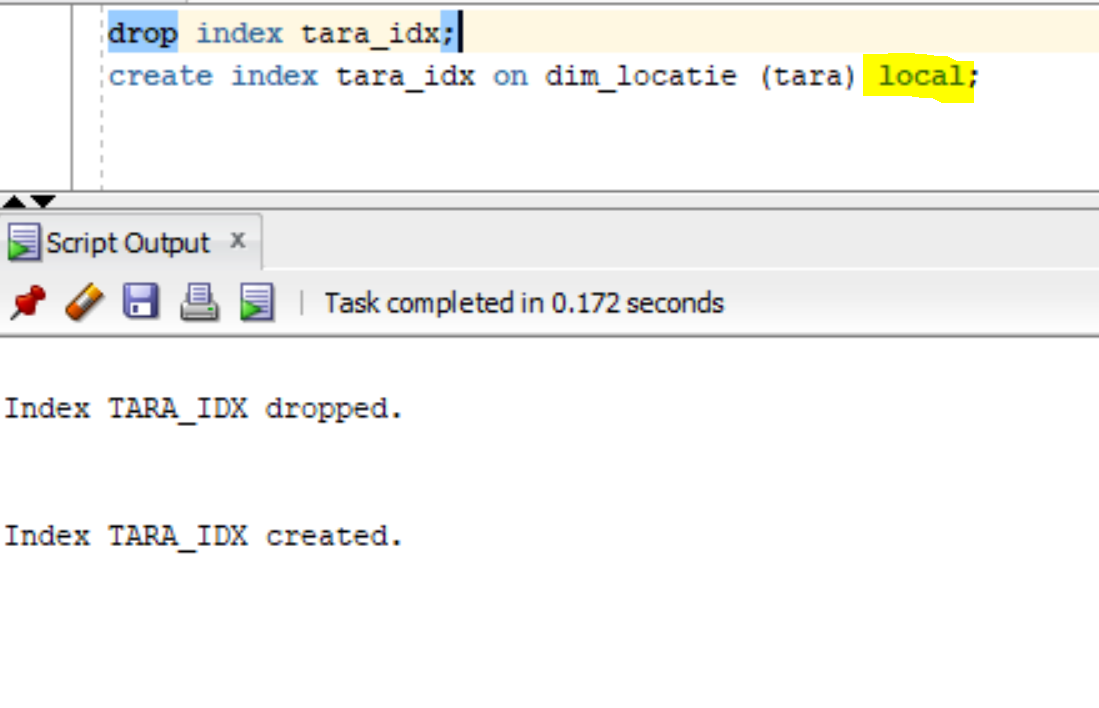 drop index tara_idx;
create index tara_idx on dim_locatie (tara) local;
Script Output x
Task completed in 0.172 seconds
Index TARA_IDX dropped.
Index TARA_IDX created.